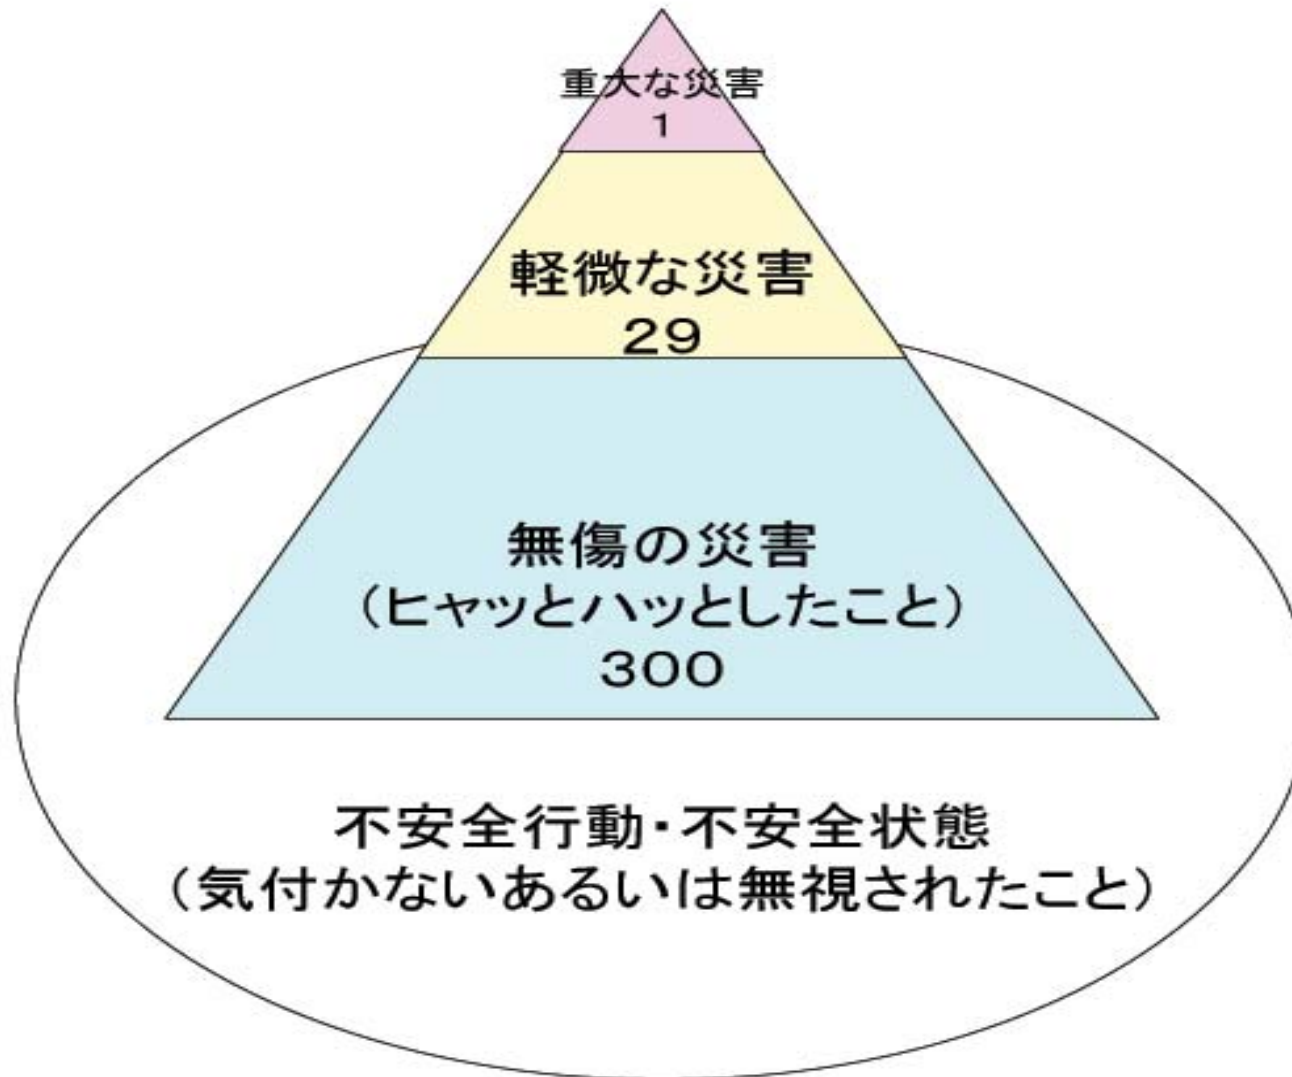 重大な災害
1
軽微な災害
29
無傷の災害
（ヒヤッとハッとしたこと）
300
不安全行動・不安全状態
（気付かないあるいは無視されたこと）